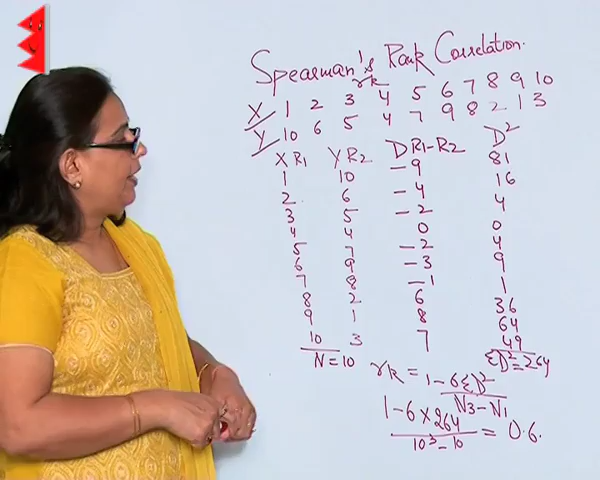 Spearman's Rank Correlation.
rk
X 1 2 3 4 5 6 7 8 9 10
Y 10 6 5 4 7 9 8 2 1 3
X R1 Y R2 D R1-R2 D²
1 10 - 9 81
2 6 - 4 16
3 5 - 2 4
4 4 0 0
5 7 - 2 4
6 9 - 3 9
7 8 - 1 1
8 2 6 36
9 1 8 64
10 3 7 49
N = 10 ΣD² = 264
rk = 1-6ΣD²
N3-N1
1-6×264 = 0.6.
10³-10